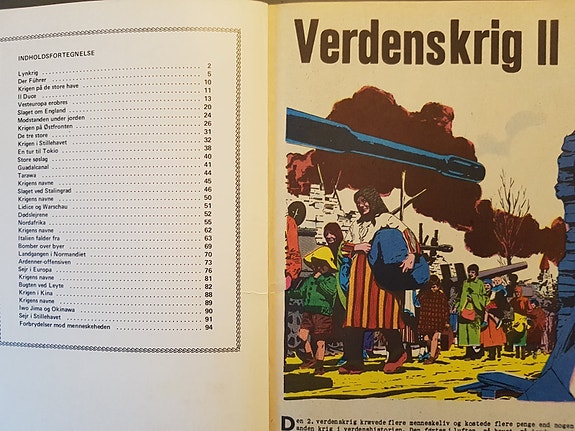 INDHOLDSFORTEGNELSE
Lynkrig 2
Der Führer 5
Krigen på de store have 10
Il Duce 11
Vesteuropa erobres 13
Slaget om England 20
Modstanden under jorden 24
Krigen på Østfronten 26
De tre store 31
Krigen i Stillehavet 32
En tur til Tokio 38
Store søslag 40
Guadalcanal 41
Tarawa 44
Krigens navne 45
Slaget ved Stalingrad 46
Krigens navne 50
Lidice og Warschau 51
Dødslejrene 52
Nordafrika 55
Krigens navne 62
Italien falder fra 63
Bomber over byer 69
Landgangen i Normandiet 70
Ardenner-offensiven 73
Sejr i Europa 76
Krigens navne 81
Bugten ved Leyte 82
Krigen i Kina 88
Krigens navne 89
Iwo Jima og Okinawa 90
Sejr i Stillehavet 91
Forbrydelser mod menneskeheden 94
Verdenskrig II
Den 2. verdenskrig krævede flere menneskeliv og kostede flere penge end nogen
anden krig i verdenshistorien. Den førtes i luften, på